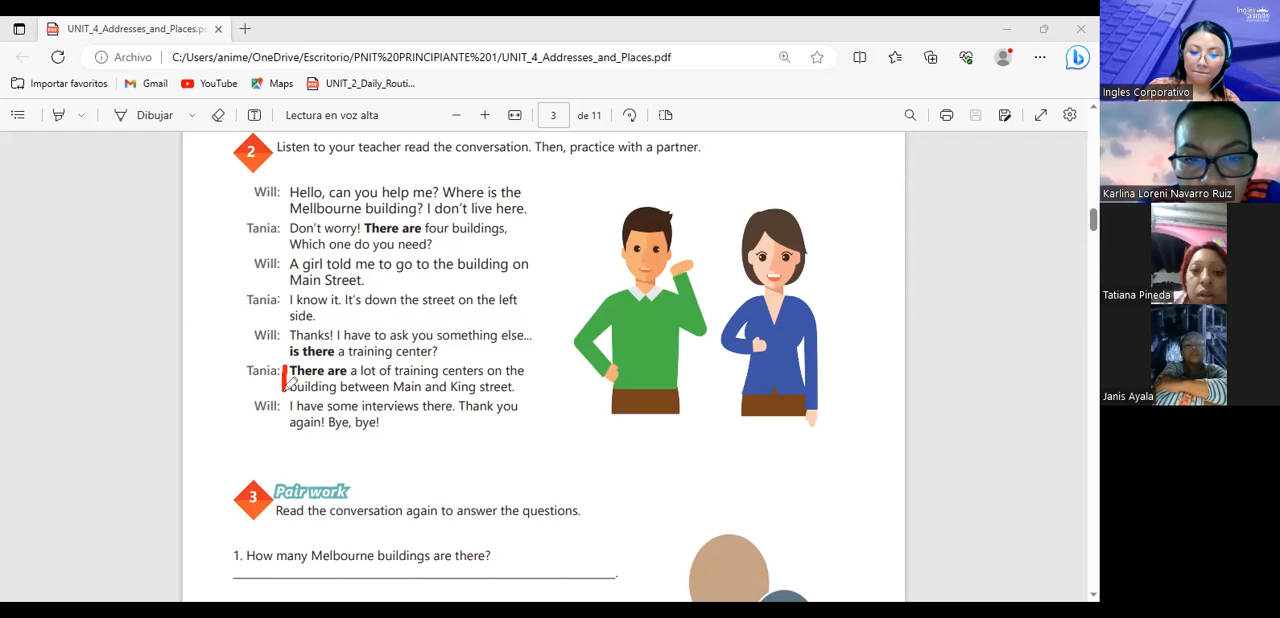 UNIT_4_Addresses_and_Places.pc
Archivo C:/Users/anime/OneDrive/Escritorio/PNIT%20PRINCIPIANTE%201/UNIT_4_Addresses_and_Places.pdf
Importar favoritos Gmail YouTube Maps UNIT_2_Daily_Routi...
Dibujar Lectura en voz alta 3 de 11
2 Listen to your teacher read the conversation. Then, practice with a partner.
Will: Hello, can you help me? Where is the
Mellbourne building? I don't live here.
Tania: Don't worry! There are four buildings,
Which one do you need?
Will: A girl told me to go to the building on
Main Street.
Tania: I know it. It's down the street on the left
side.
Will: Thanks! I have to ask you something else...
is there a training center?
Tania: There are a lot of training centers on the
building between Main and King street.
Will: I have some interviews there. Thank you
again! Bye, bye!
3 Pair work
Read the conversation again to answer the questions.
1. How many Melbourne buildings are there?
Ingles
Ingles Corporativo
Karlina Loreni Navarro Ruiz
Tatiana Pineda
Janis Ayala